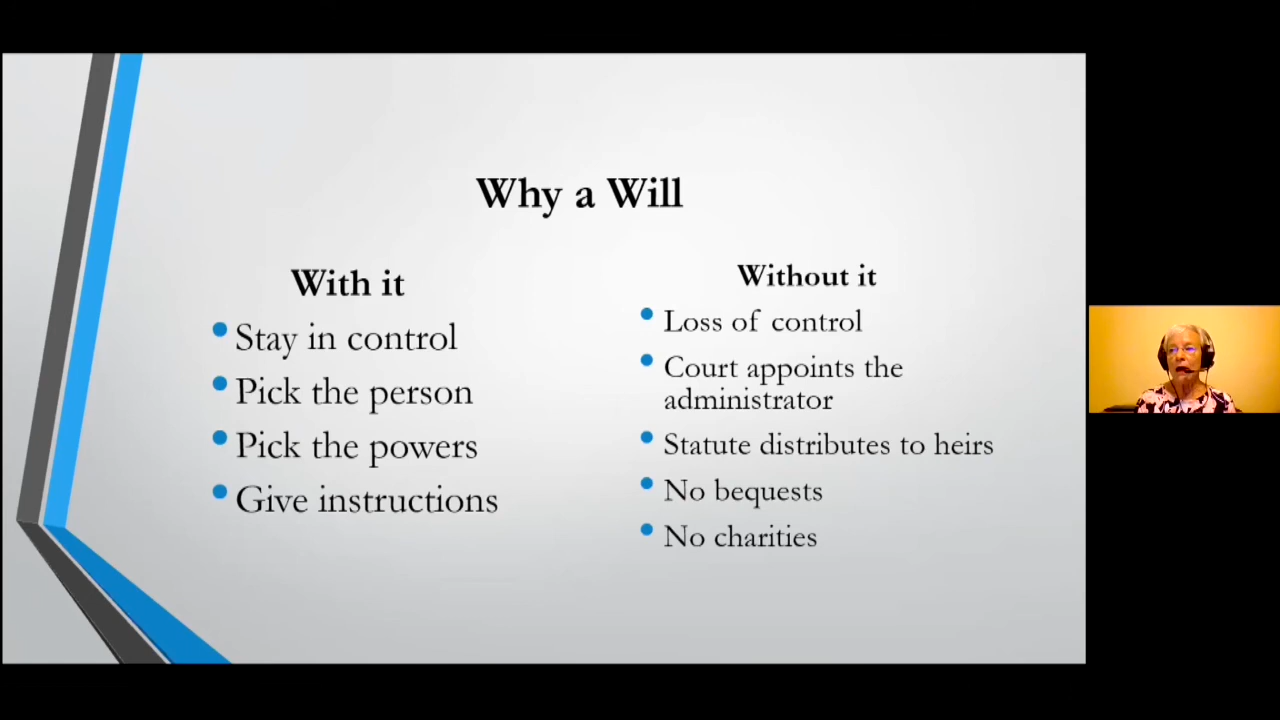 Why a Will
With it
Stay in control
Pick the person
Pick the powers
Give instructions
Without it
Loss of control
Court appoints the
administrator
Statute distributes to heirs
No bequests
No charities